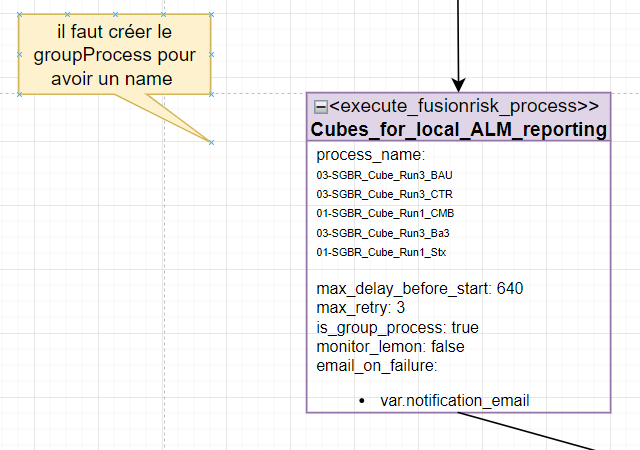 il faut créer le
groupProcess pour
avoir un name
<execute_fusionrisk_process>>
Cubes_for_local_ALM_reporting
process_name:
03-SGBR_Cube_Run3_BAU
03-SGBR_Cube_Run3_CTR
01-SGBR_Cube_Run1_CMB
03-SGBR_Cube_Run3_Ba3
01-SGBR_Cube_Run1_Stx
max_delay_before_start: 640
max_retry: 3
is_group_process: true
monitor_lemon: false
email_on_failure:
• var.notification_email